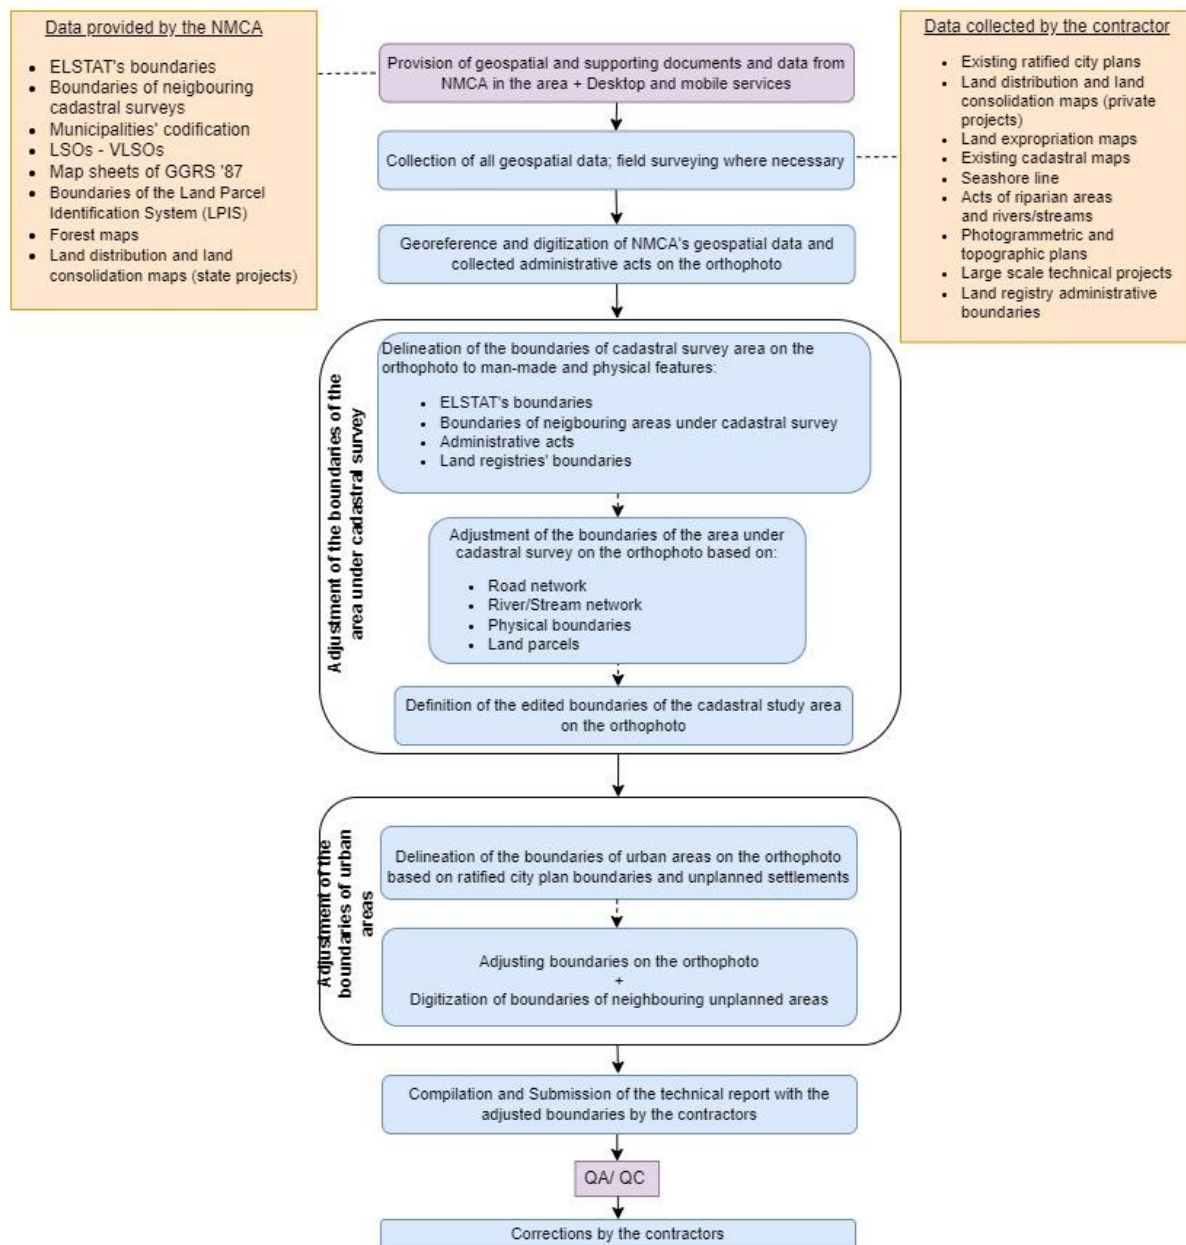 Data provided by the NMCA
ELSTAT's boundaries
Boundaries of neigbouring
cadastral surveys
Municipalities' codification
LSOs - VLSOs
Map sheets of GGRS '87
Boundaries of the Land Parcel
Identification System (LPIS)
Forest maps
Land distribution and land
consolidation maps (state projects)
Provision of geospatial and supporting documents and data from
NMCA in the area + Desktop and mobile services
Data collected by the contractor
Existing ratified city plans
Land distribution and land
consolidation maps (private
projects)
Land expropriation maps
Existing cadastral maps
Seashore line
Acts of riparian areas
and rivers/streams
Photogrammetric and
topographic plans
Large scale technical projects
Land registry administrative
boundaries
Collection of all geospatial data; field surveying where necessary
Georeference and digitization of NMCA's geospatial data and
collected administrative acts on the orthophoto
Adjustment of the boundaries of the
area under cadastral survey
Delineation of the boundaries of cadastral survey area on the
orthophoto to man-made and physical features:
ELSTAT's boundaries
Boundaries of neigbouring areas under cadastral survey
Administrative acts
Land registries' boundaries
Adjustment of the boundaries of the area under
cadastral survey on the orthophoto based on:
Road network
River/Stream network
Physical boundaries
Land parcels
Definition of the edited boundaries of the cadastral study area
on the orthophoto
Adjustment of the
boundaries of urban
areas
Delineation of the boundaries of urban areas on the orthophoto
based on ratified city plan boundaries and unplanned settlements
Adjusting boundaries on the orthophoto
+
Digitization of boundaries of neighbouring unplanned areas
Compilation and Submission of the technical report with the
adjusted boundaries by the contractors
QA/ QC
Corrections by the contractors